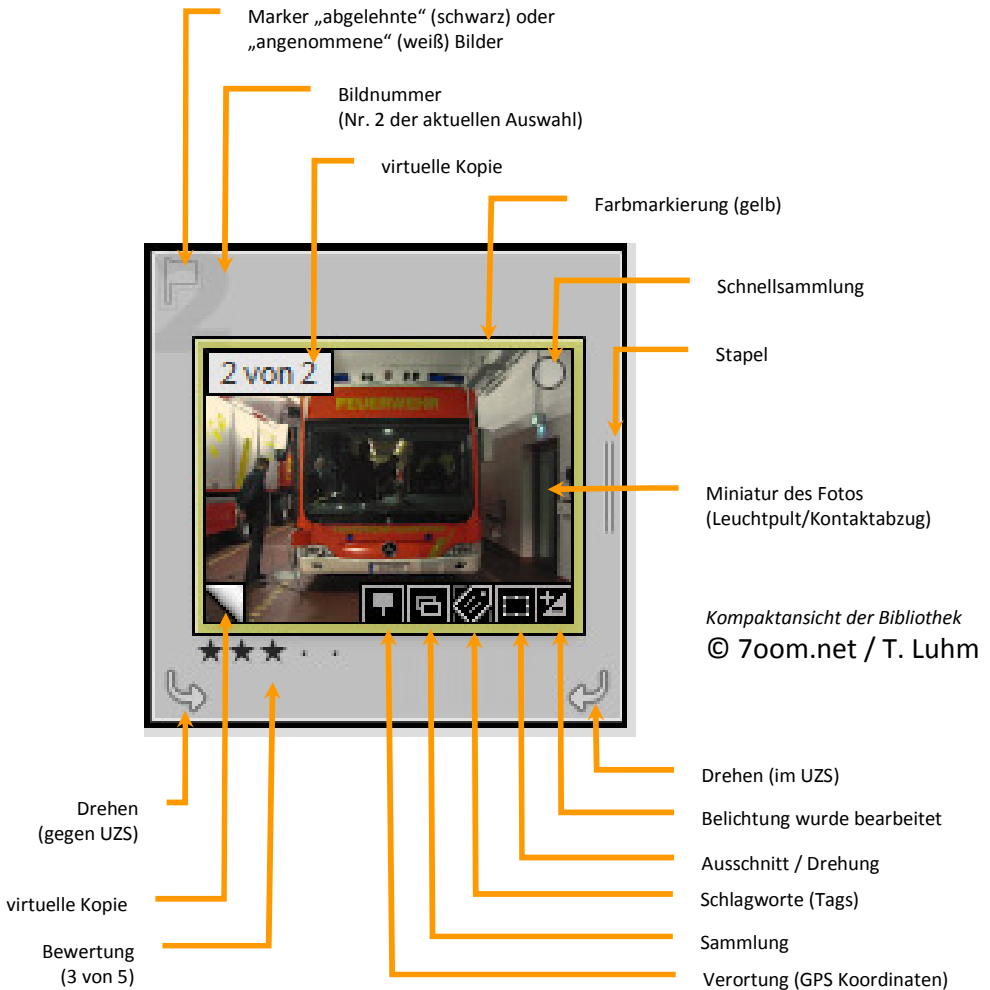 Marker „abgelehnte“ (schwarz) oder
„angenommene“ (weiß) Bilder
Bildnummer
(Nr. 2 der aktuellen Auswahl)
virtuelle Kopie
Farbmarkierung (gelb)
2
Schnellsammlung
Stapel
2 von 2
FEUERWEHR
Miniatur des Fotos
(Leuchtpult/Kontaktabzug)
Kompaktansicht der Bibliothek
© 7oom.net / T. Luhm
Drehen (im UZS)
Drehen
(gegen UZS)
Belichtung wurde bearbeitet
Ausschnitt / Drehung
virtuelle Kopie
Schlagworte (Tags)
Bewertung
(3 von 5)
Sammlung
Verortung (GPS Koordinaten)